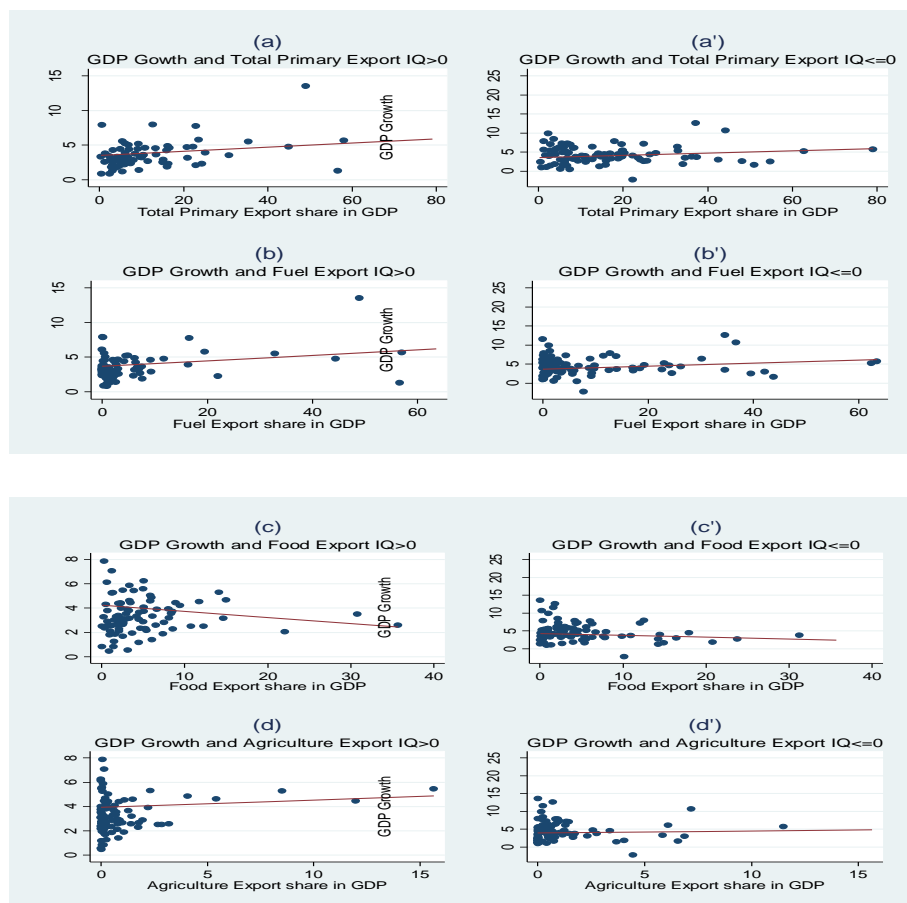 (a)
GDP Gowth and Total Primary Export IQ>0
15
10
5
0
GDP Growth
0 20 40 60 80
Total Primary Export share in GDP
(a')
GDP Growth and Total Primary Export IQ<=0
25
20
15
10
5
0
0 20 40 60 80
Total Primary Export share in GDP
(b)
GDP Growth and Fuel Export IQ>0
15
10
5
0
GDP Growth
0 20 40 60
Fuel Export share in GDP
(b')
GDP Growth and Fuel Export IQ<=0
25
20
15
10
5
0
0 20 40 60
Fuel Export share in GDP
(c)
GDP Growth and Food Export IQ>0
8
6
4
2
0
GDP Growth
0 10 20 30 40
Food Export share in GDP
(c')
GDP Growth and Food Export IQ<=0
25
20
15
10
5
0
0 10 20 30 40
Food Export share in GDP
(d)
GDP Growth and Agriculture Export IQ>0
8
6
4
2
0
GDP Growth
0 5 10 15
Agriculture Export share in GDP
(d')
GDP Growth and Agriculture Export IQ<=0
25
20
15
10
5
0
0 5 10 15
Agriculture Export share in GDP